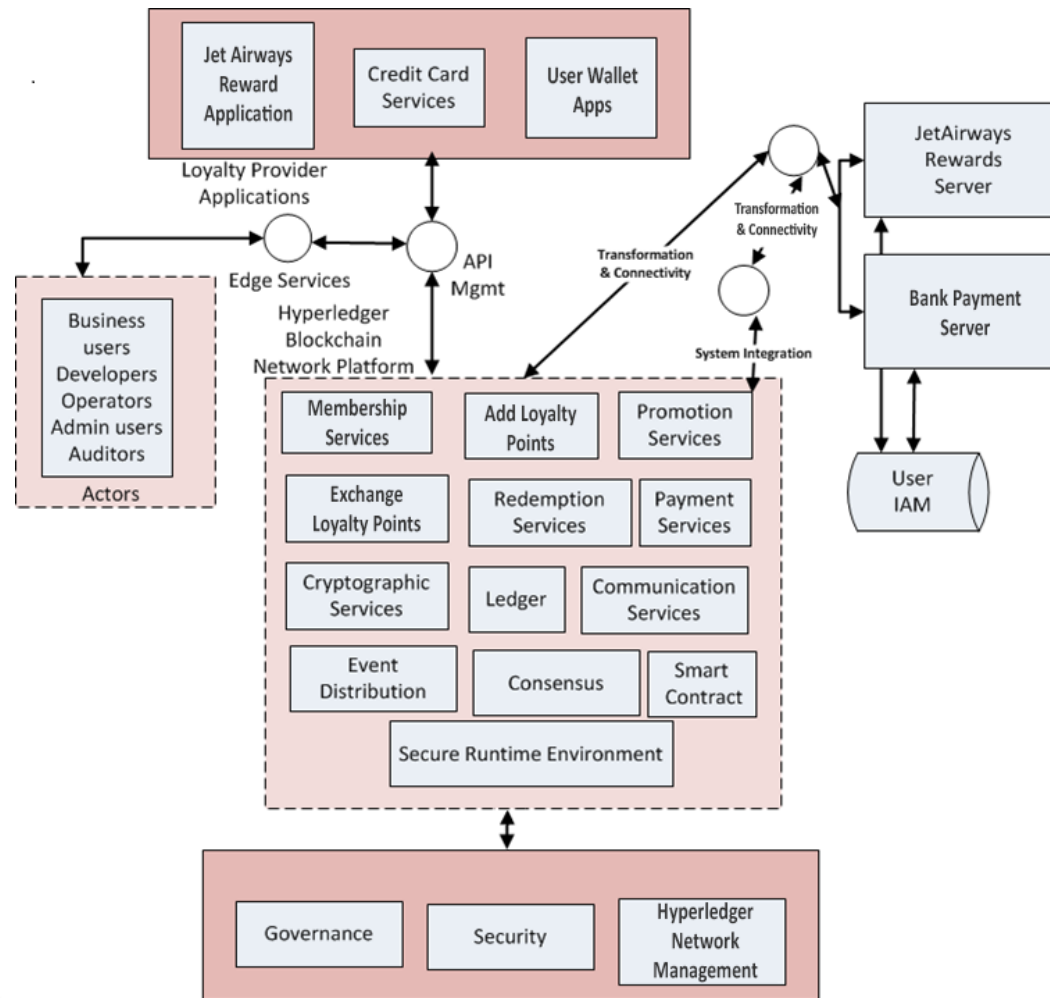 Jet Airways
Reward
Application
Credit Card
Services
User Wallet
Apps
Loyalty Provider
Applications
JetAirways
Rewards
Server
Transformation
& Connectivity
Transformation
& Connectivity
API
Mgmt
Edge Services
Hyperledger
Blockchain
Network Platform
System Integration
Bank Payment
Server
Business
users
Developers
Operators
Admin users
Auditors
Actors
Membership
Services
Add Loyalty
Points
Promotion
Services
User
IAM
Exchange
Loyalty Points
Redemption
Services
Payment
Services
Cryptographic
Services
Ledger
Communication
Services
Event
Distribution
Consensus
Smart
Contract
Secure Runtime Environment
Governance
Security
Hyperledger
Network
Management